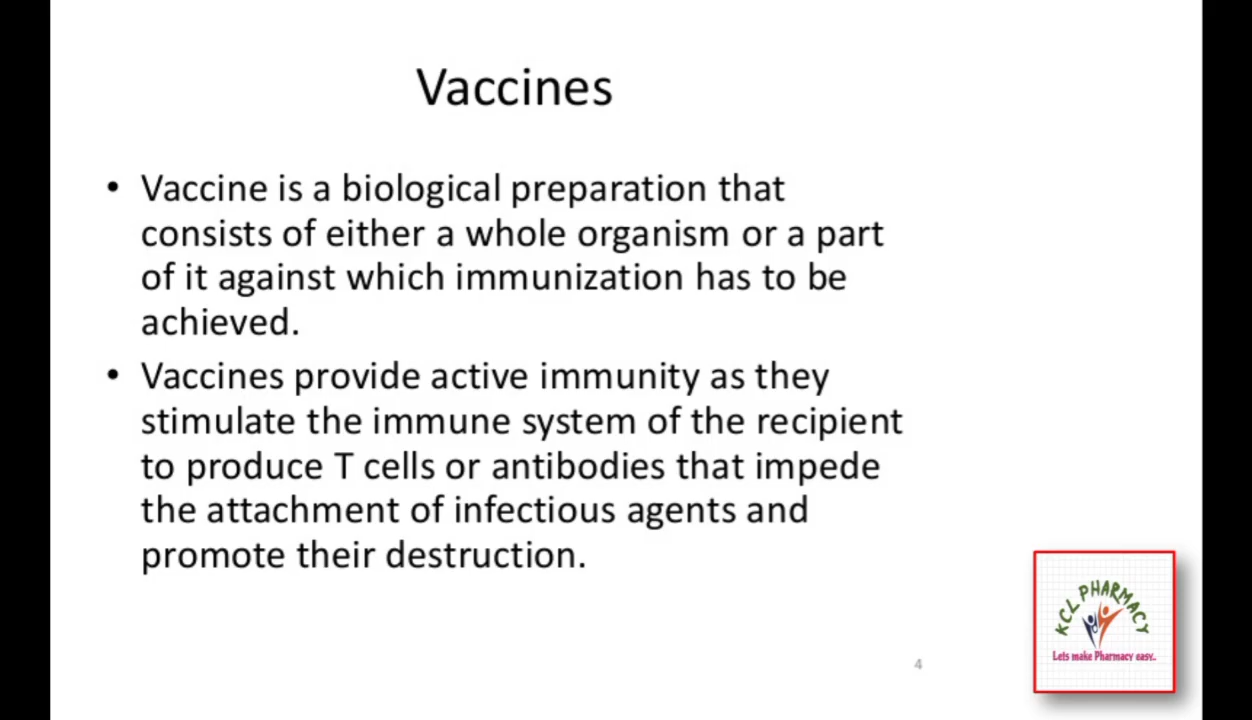 Vaccines
• Vaccine is a biological preparation that
consists of either a whole organism or a part
of it against which immunization has to be
achieved.
• Vaccines provide active immunity as they
stimulate the immune system of the recipient
to produce T cells or antibodies that impede
the attachment of infectious agents and
promote their destruction.
KCL PHARMACY
Lets make Pharmacy easy..
4